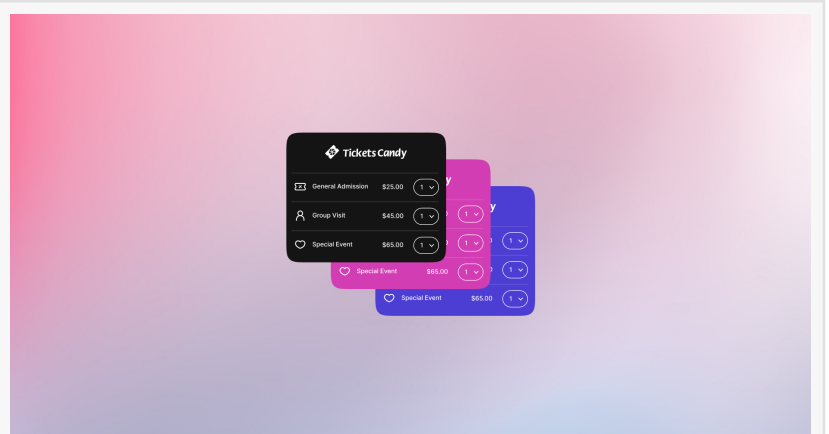 Tickets Candy
General Admission $25.00 1
Group Visit $45.00 1
Special Event $65.00 1
y
1
1
Special Event $65.00 1
y
1
1
Special Event $65.00 1